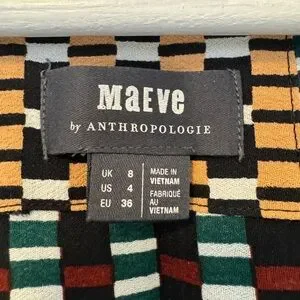 MAEVE
by ANTHROPOLOGIE
UK 8
US 4
EU 36
MADE IN
VIETNAM
FABRIQUÉ
AU
VIETNAM